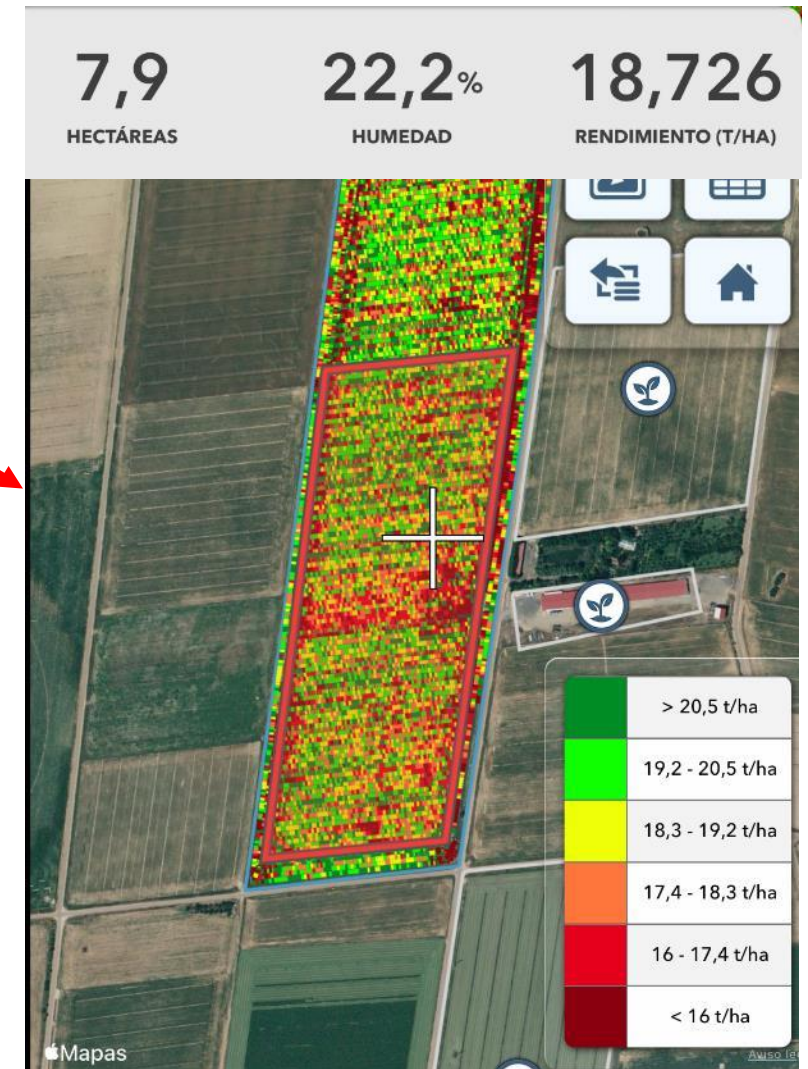 7,9
22,2%
18,726
HECTÁREAS
HUMEDAD
RENDIMIENTO (T/HA)
> 20,5 t/ha
19,2 - 20,5 t/ha
18,3 - 19,2 t/ha
17,4 - 18,3 t/ha
16 - 17,4 t/ha
< 16 t/ha
Mapas
Aviso